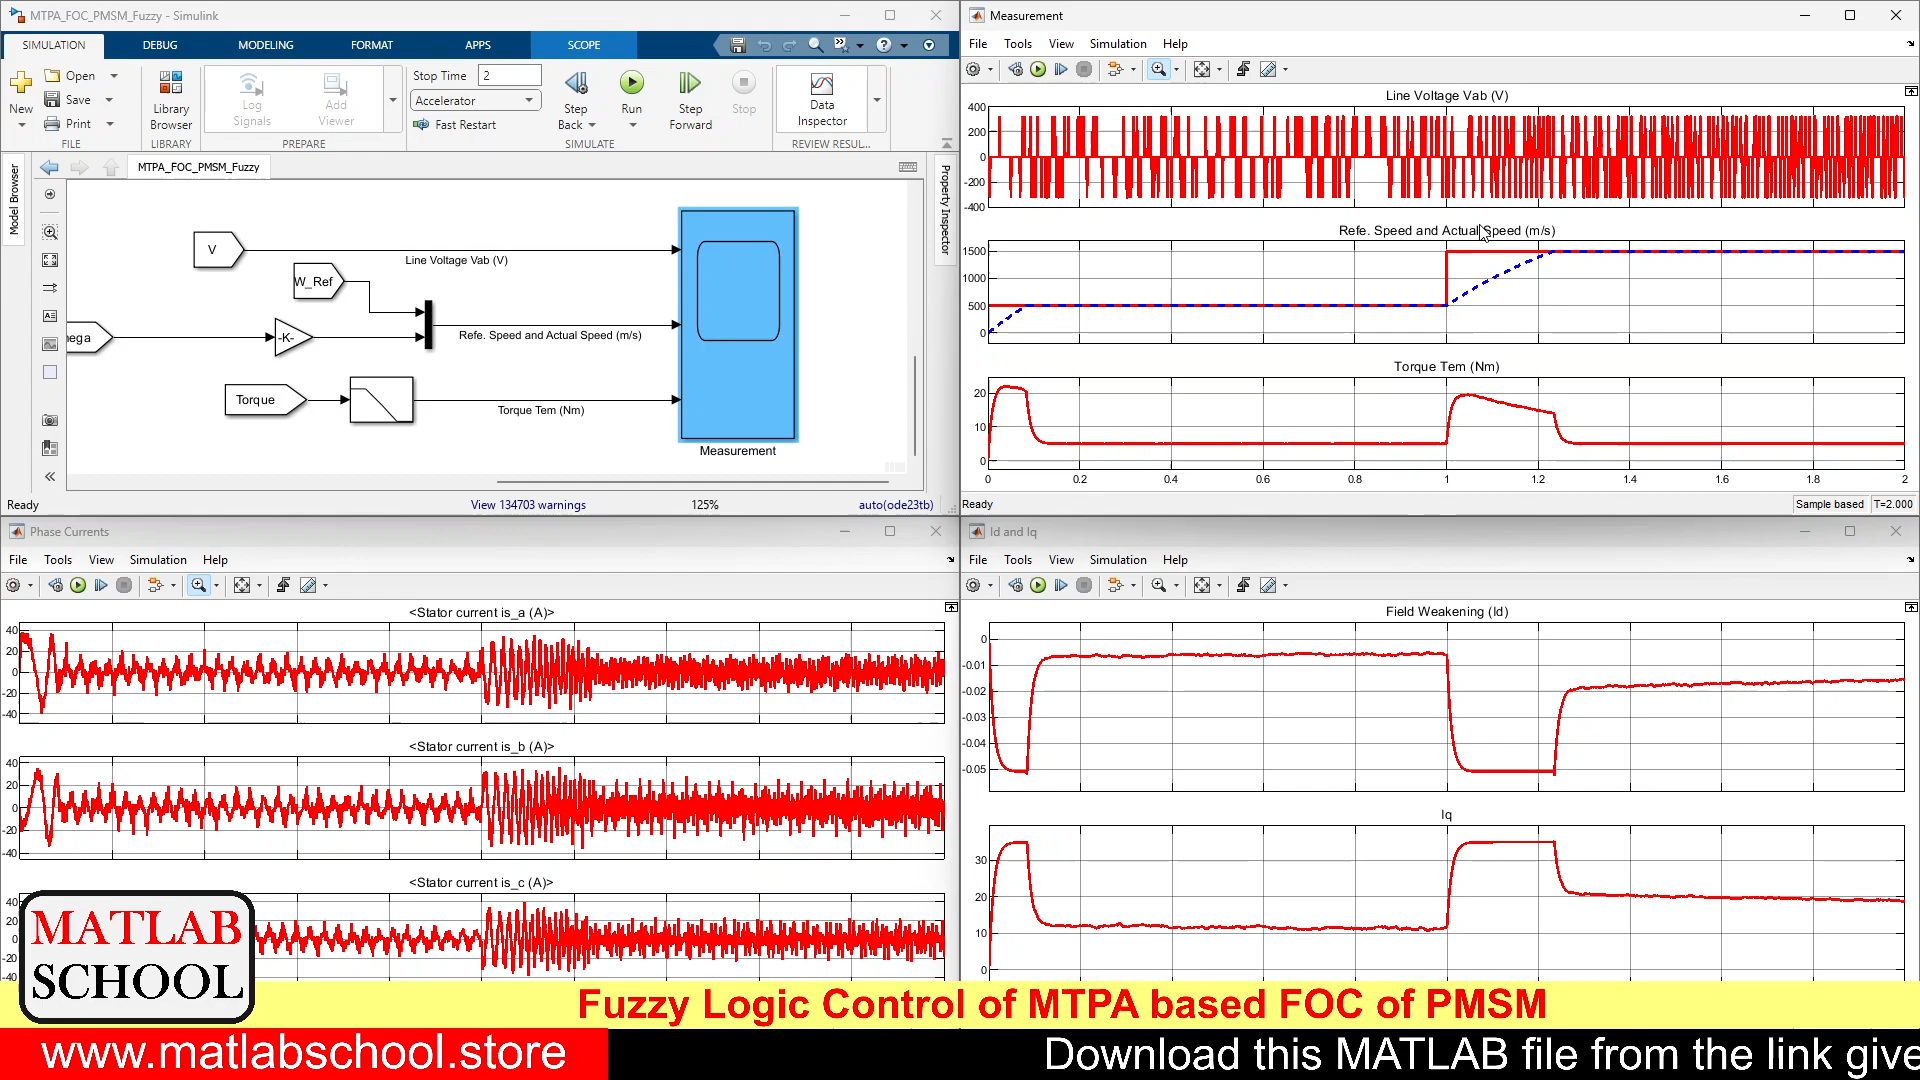 MTPA_FOC_PMSM_Fuzzy - Simulink
SIMULATION DEBUG MODELING FORMAT APPS SCOPE
New
Open
Save
Print
FILE
Library
Browser
LIBRARY
Log
Signals
Add
Viewer
PREPARE
Stop Time 2
Accelerator
Fast Restart
Step
Back
Run
Step
Forward
Stop
SIMULATE
Data
Inspector
REVIEW RESUL...
Model Browser
MTPA_FOC_PMSM_Fuzzy
Property Inspector
V
Line Voltage Vab (V)
W_Ref
ega
-K-
Refe. Speed and Actual Speed (m/s)
Torque
Torque Tem (Nm)
Measurement
Ready View 134703 warnings 125% auto(ode23tb)
Measurement
File Tools View Simulation Help
Line Voltage Vab (V)
400
200
0
-200
-400
Refe. Speed and Actual Speed (m/s)
1500
1000
500
0
Torque Tem (Nm)
20
10
0
0 0.2 0.4 0.6 0.8 1 1.2 1.4 1.6 1.8 2
Ready Sample based T=2.000
Phase Currents
File Tools View Simulation Help
<Stator current is_a (A)>
40
20
0
-20
-40
<Stator current is_b (A)>
40
20
0
-20
-40
<Stator current is_c (A)>
40
20
0
-20
-40
Id and Iq
File Tools View Simulation Help
Field Weakening (Id)
0
-0.01
-0.02
-0.03
-0.04
-0.05
Iq
30
20
10
0
MATLAB
SCHOOL
Fuzzy Logic Control of MTPA based FOC of PMSM
www.matlabschool.store
Download this MATLAB file from the link give